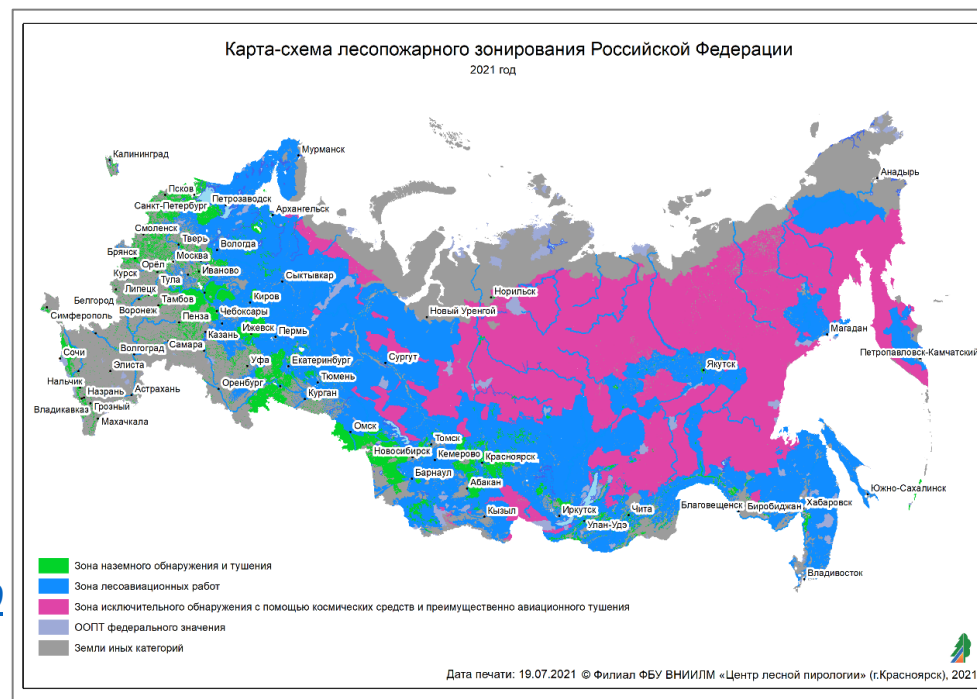 Карта-схема лесопожарного зонирования Российской Федерации
2021 год
Калининград
Мурманск
Анадырь
Псков
Санкт-Петербург
Петрозаводск
Архангельск
Смоленск
Тверь
Вологда
Брянск
Москва
Орёл
Иваново
Курск
Тула
Сыктывкар
Липецк
Норильск
Белгород
Тамбов
Киров
Воронеж
Чебоксары
Новый Уренгой
Симферополь
Пенза
Ижевск
Пермь
Магадан
Казань
Самара
Сочи
Волгоград
Уфа
Екатеринбург
Сургут
Якутск
Петропавловск-Камчатский
Элиста
Тюмень
Нальчик
Оренбург
Назрань
Астрахань
Курган
Владикавказ
Грозный
Махачкала
Омск
Томск
Новосибирск
Кемерово
Красноярск
Барнаул
Абакан
Южно-Сахалинск
Кызыл
Иркутск
Чита
Благовещенск
Биробиджан
Хабаровск
Улан-Удэ
Владивосток
Зона наземного обнаружения и тушения
Зона лесоавиационных работ
Зона исключительного обнаружения с помощью космических средств и преимущественно авиационного тушения
ООПТ федерального значения
Земли иных категорий
Дата печати: 19.07.2021 © Филиал ФБУ ВНИИЛМ «Центр лесной пирологии» (г.Красноярск), 2021